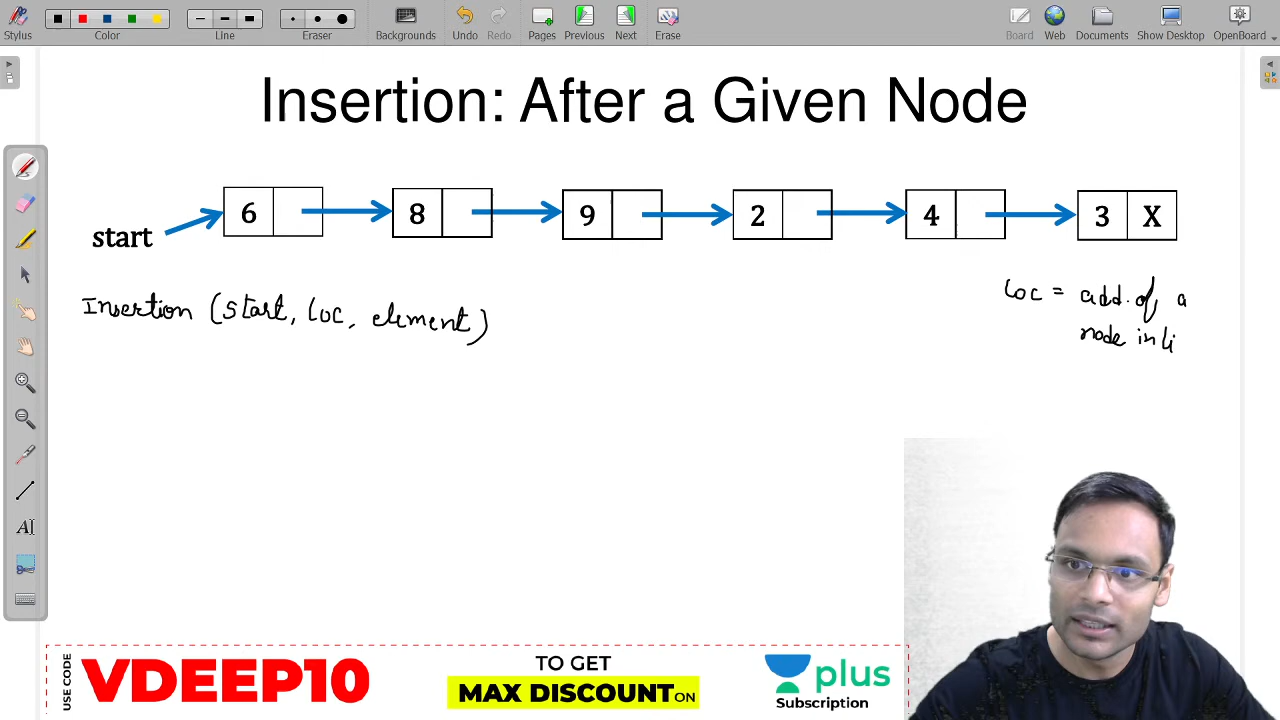 Stylus
Color
Line
Eraser
Backgrounds
Undo
Redo
Pages
Previous
Next
Erase
Board
Web
Documents
Show Desktop
OpenBoard
Insertion: After a Given Node
start
6
8
9
2
4
3 X
Insertion (start, loc, element)
loc = add. of a
node in li
AI
USE CODE
VDEEP10
TO GET
MAX DISCOUNT ON
plus
Subscription